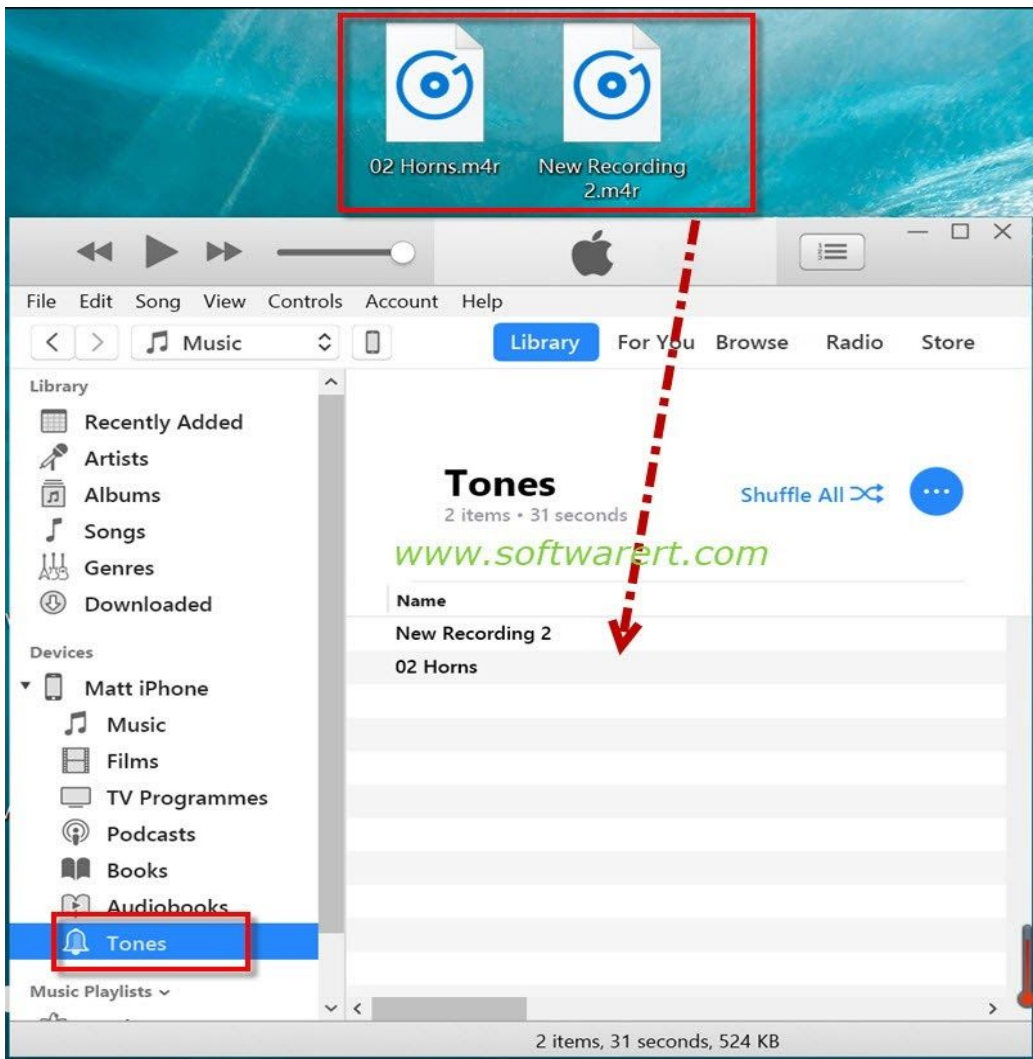 02 Horns.m4r
New Recording
2.m4r
File Edit Song View Controls Account Help
Music
Library For You Browse Radio Store
Library
Recently Added
Artists
Albums
Songs
Genres
Downloaded
Devices
Matt iPhone
Music
Films
TV Programmes
Podcasts
Books
Audiobooks
Tones
Music Playlists
Tones
Shuffle All
2 items • 31 seconds
www.softwarert.com
Name
New Recording 2
02 Horns
2 items, 31 seconds, 524 KB